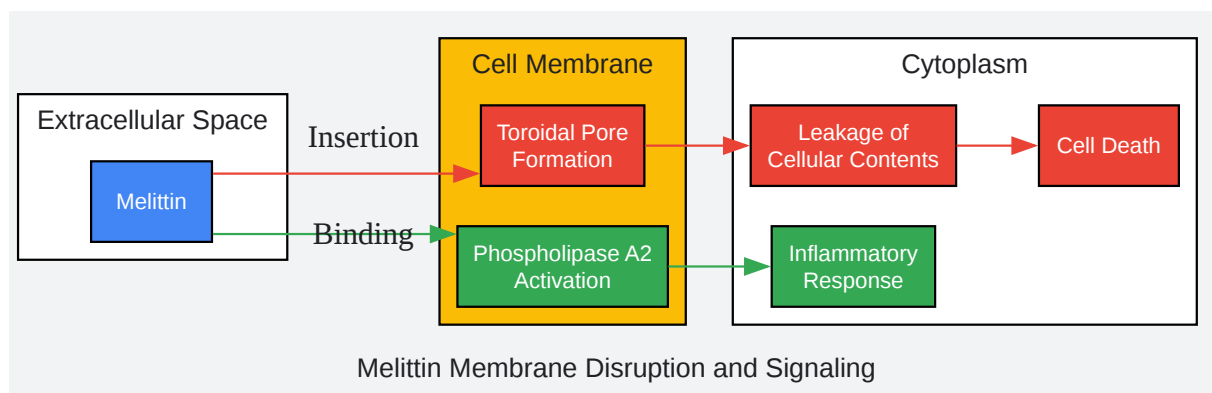 Extracellular Space
Melittin
Insertion
Binding
Cell Membrane
Toroidal Pore
Formation
Phospholipase A2
Activation
Cytoplasm
Leakage of
Cellular Contents
Cell Death
Inflammatory
Response
Melittin Membrane Disruption and Signaling